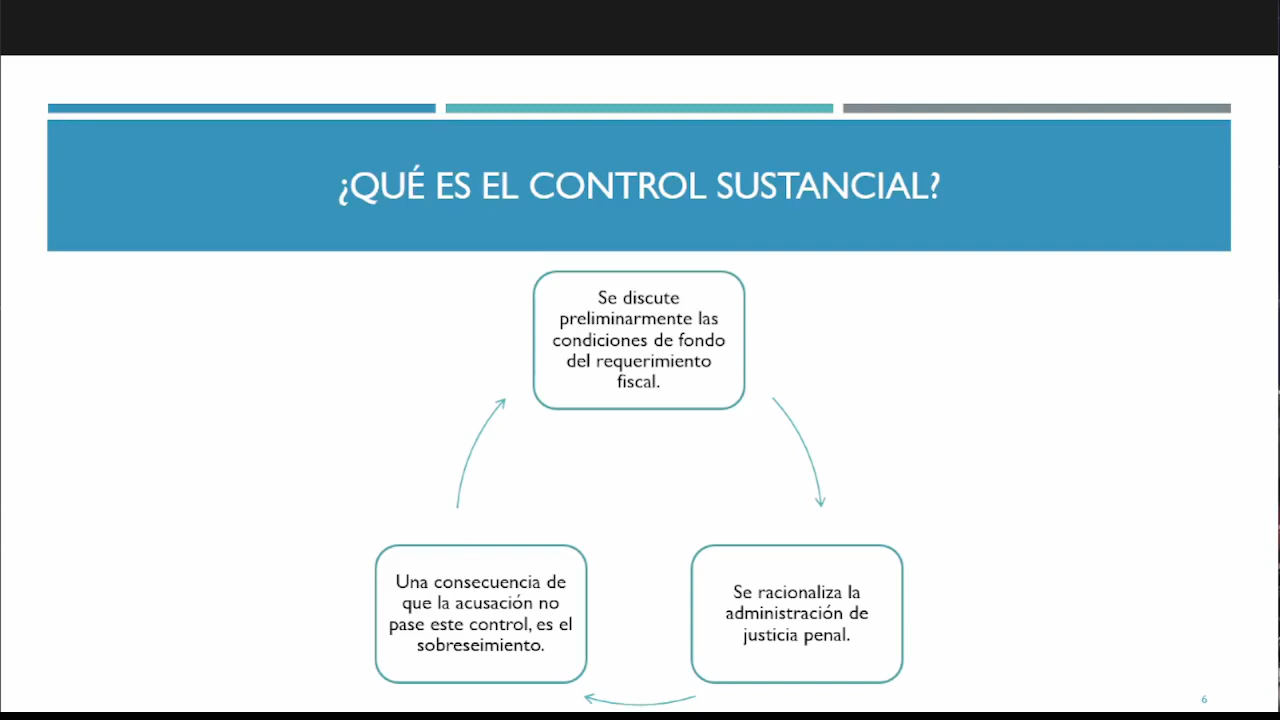 ¿QUÉ ES EL CONTROL SUSTANCIAL?
Se discute
preliminarmente las
condiciones de fondo
del requerimiento
fiscal.
Una consecuencia de
que la acusación no
pase este control, es el
sobreseimiento.
Se racionaliza la
administración de
justicia penal.
6